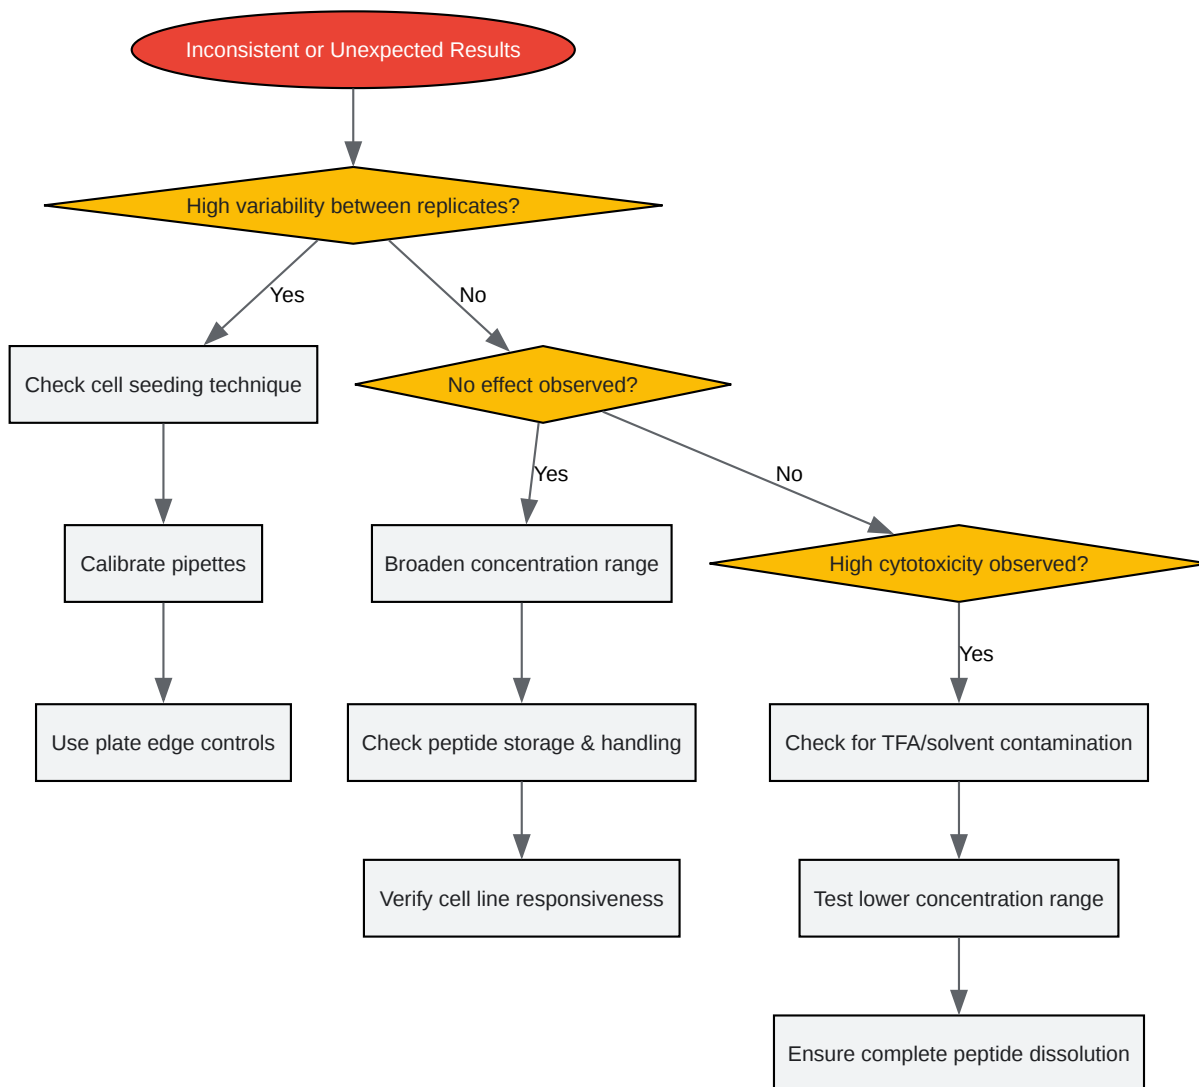 Inconsistent or Unexpected Results
High variability between replicates?
Yes
No
Check cell seeding technique
No effect observed?
Yes
No
Calibrate pipettes
Broaden concentration range
High cytotoxicity observed?
Yes
Use plate edge controls
Check peptide storage & handling
Check for TFA/solvent contamination
Verify cell line responsiveness
Test lower concentration range
Ensure complete peptide dissolution